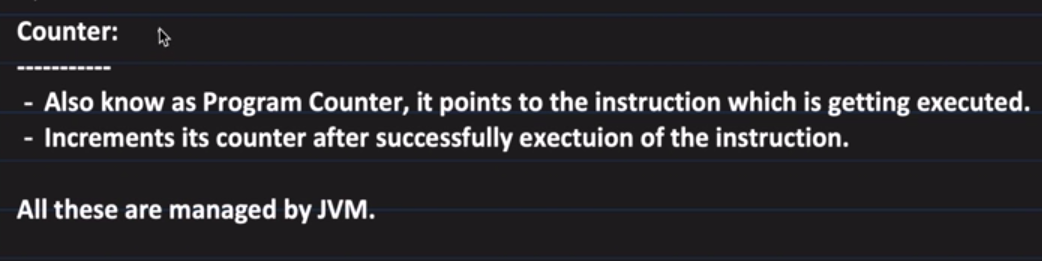 Counter:
-----------
- Also know as Program Counter, it points to the instruction which is getting executed.
- Increments its counter after successfully exectuion of the instruction.
All these are managed by JVM.